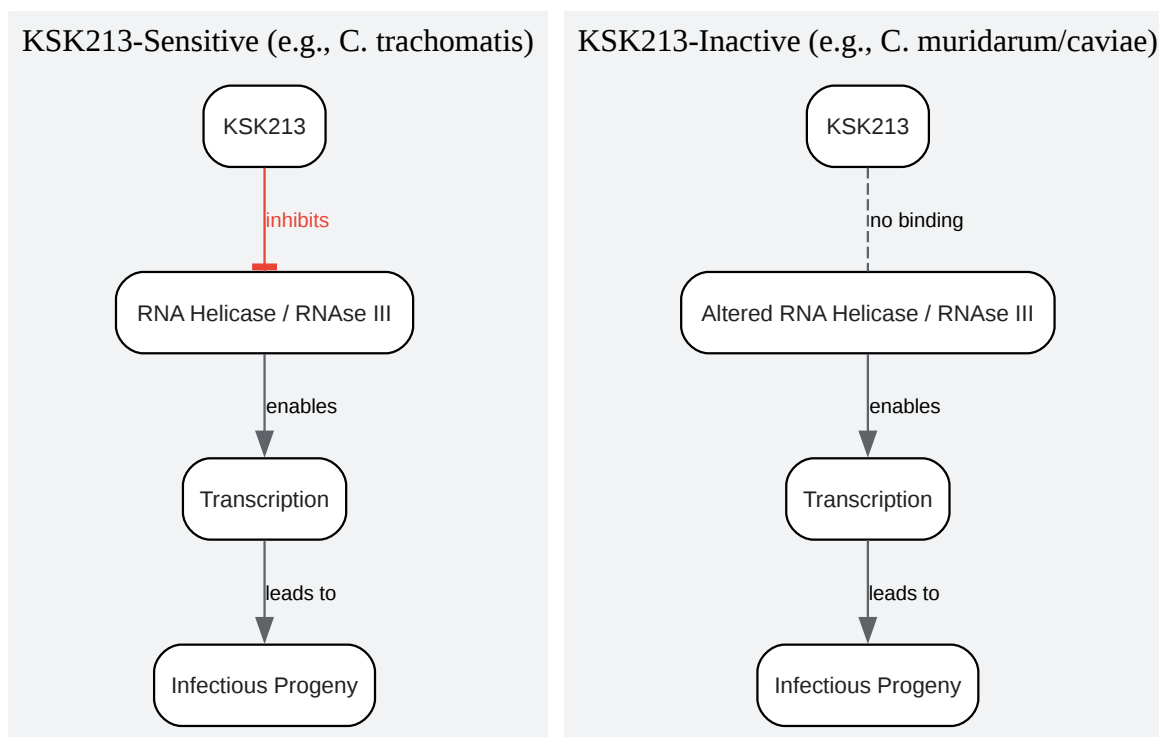 KSK213-Sensitive (e.g., C. trachomatis)
KSK213
inhibits
RNA Helicase / RNAse III
enables
Transcription
leads to
Infectious Progeny
KSK213-Inactive (e.g., C. muridarum/caviae)
KSK213
no binding
Altered RNA Helicase / RNAse III
enables
Transcription
leads to
Infectious Progeny